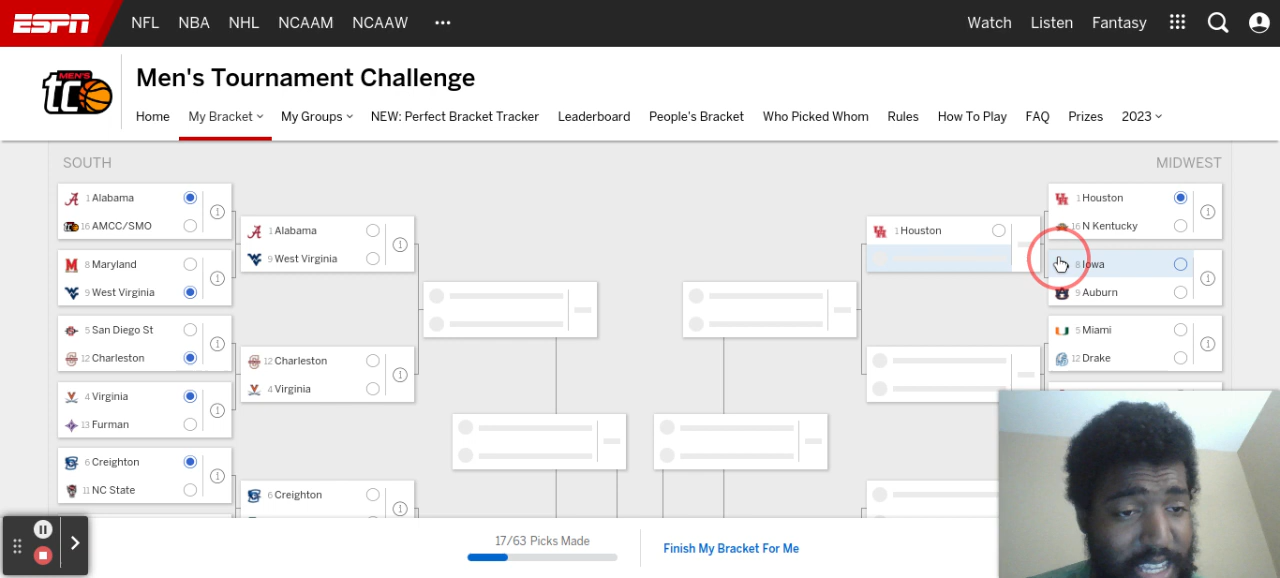 ESPN NFL NBA NHL NCAAM NCAAW ••• Watch Listen Fantasy
MEN'S tc Men's Tournament Challenge
Home My Bracket My Groups NEW: Perfect Bracket Tracker Leaderboard People's Bracket Who Picked Whom Rules How To Play FAQ Prizes 2023
SOUTH
1 Alabama
16 AMCC/SMO
8 Maryland
9 West Virginia
5 San Diego St
12 Charleston
4 Virginia
13 Furman
6 Creighton
11 NC State
1 Alabama
9 West Virginia
12 Charleston
4 Virginia
6 Creighton
MIDWEST
1 Houston
1 Houston
16 N Kentucky
8 Iowa
9 Auburn
5 Miami
12 Drake
17/63 Picks Made
Finish My Bracket For Me